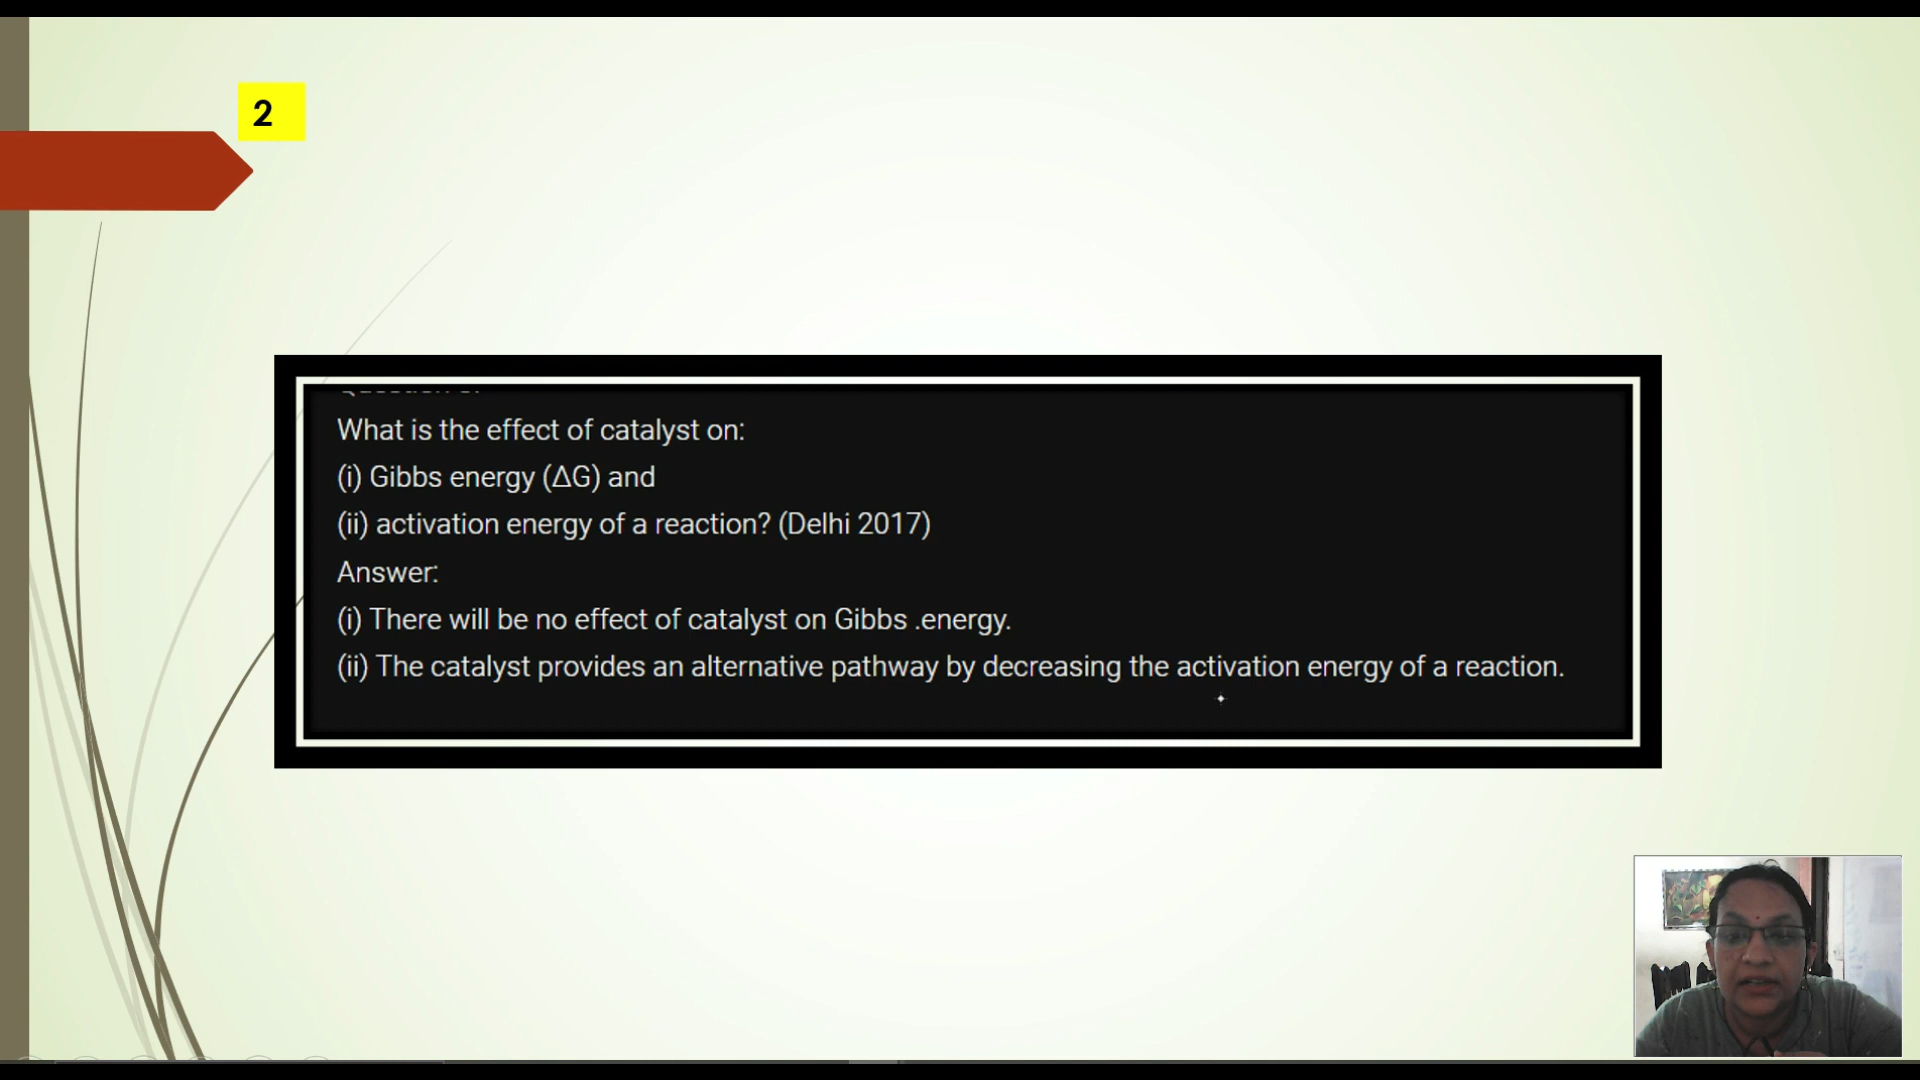 2
What is the effect of catalyst on:
(i) Gibbs energy (ΔG) and
(ii) activation energy of a reaction? (Delhi 2017)
Answer:
(i) There will be no effect of catalyst on Gibbs .energy.
(ii) The catalyst provides an alternative pathway by decreasing the activation energy of a reaction.